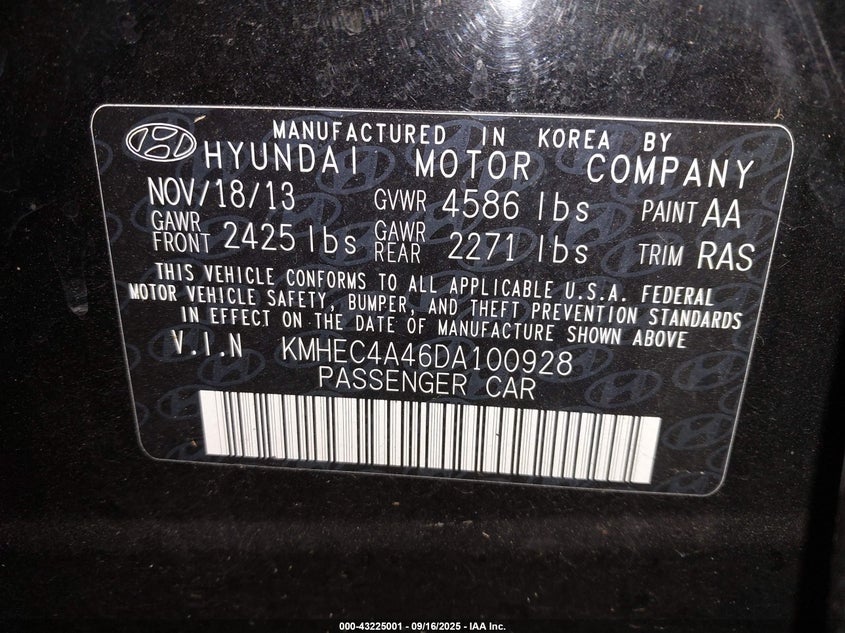 MANUFACTURED IN KOREA BY
HYUNDAI MOTOR COMPANY
NOV/18/13 GVWR 4586 lbs PAINT AA
GAWR FRONT 2425 lbs GAWR REAR 2271 lbs TRIM RAS
THIS VEHICLE CONFORMS TO ALL APPLICABLE U.S.A. FEDERAL
MOTOR VEHICLE SAFETY, BUMPER, AND THEFT PREVENTION STANDARDS
IN EFFECT ON THE DATE OF MANUFACTURE SHOWN ABOVE
V.I.N KMHEC4A46DA100928
PASSENGER CAR
000-43225001 - 09/16/2025 - IAA Inc.